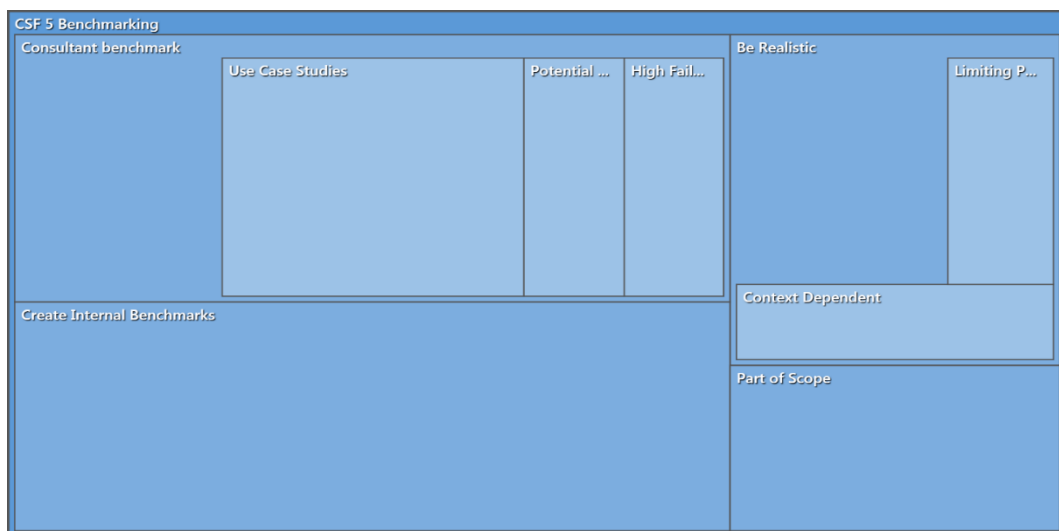 CSF 5 Benchmarking
Consultant benchmark
Use Case Studies
Potential ...
High Fail...
Be Realistic
Limiting P...
Context Dependent
Create Internal Benchmarks
Part of Scope